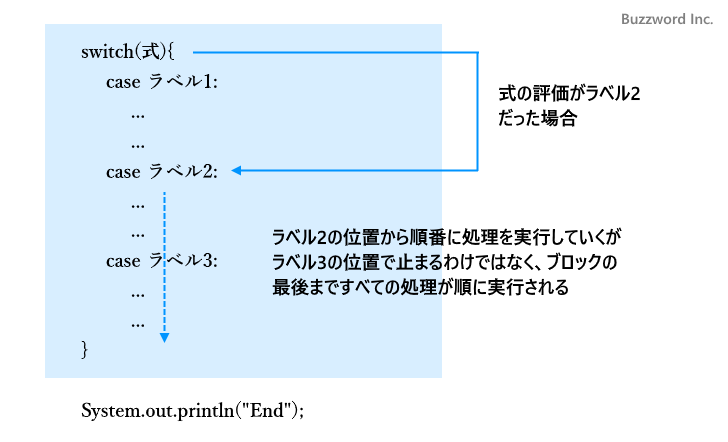 Buzzword Inc.
switch(式){
case ラベル1:
...
...
case ラベル2:
...
...
case ラベル3:
...
...
}
System.out.println("End");
式の評価がラベル2
だった場合
ラベル2の位置から順番に処理を実行していくが
ラベル3の位置で止まるわけではなく、ブロックの
最後まですべての処理が順に実行される